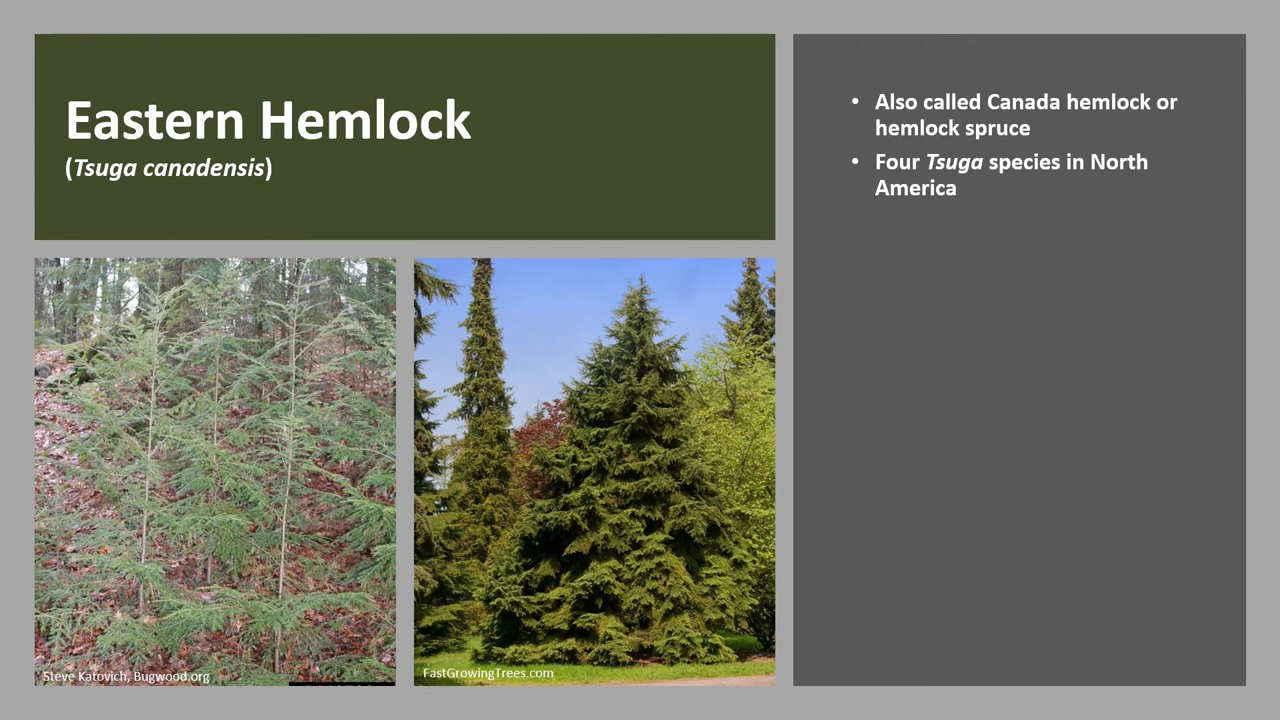 Eastern Hemlock
(Tsuga canadensis)
• Also called Canada hemlock or
hemlock spruce
• Four Tsuga species in North
America
Steve Katovich, Bugwood.org
FastGrowingTrees.com